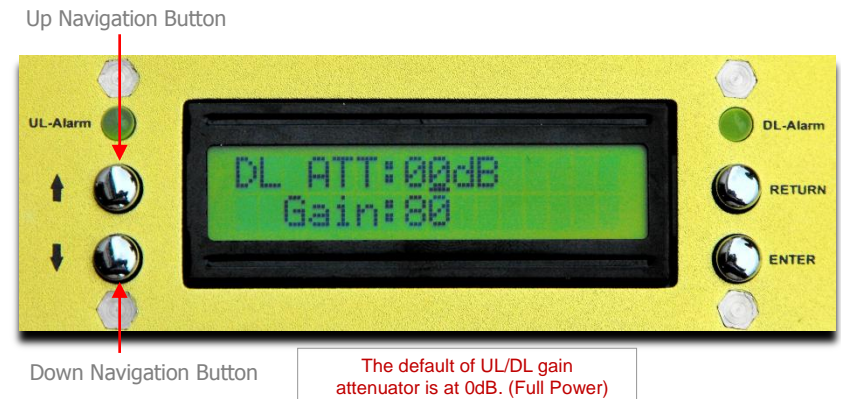 Up Navigation Button
UL-Alarm
DL-Alarm
DL ATT:00dB
Gain:80
RETURN
ENTER
Down Navigation Button
The default of UL/DL gain
attenuator is at 0dB. (Full Power)